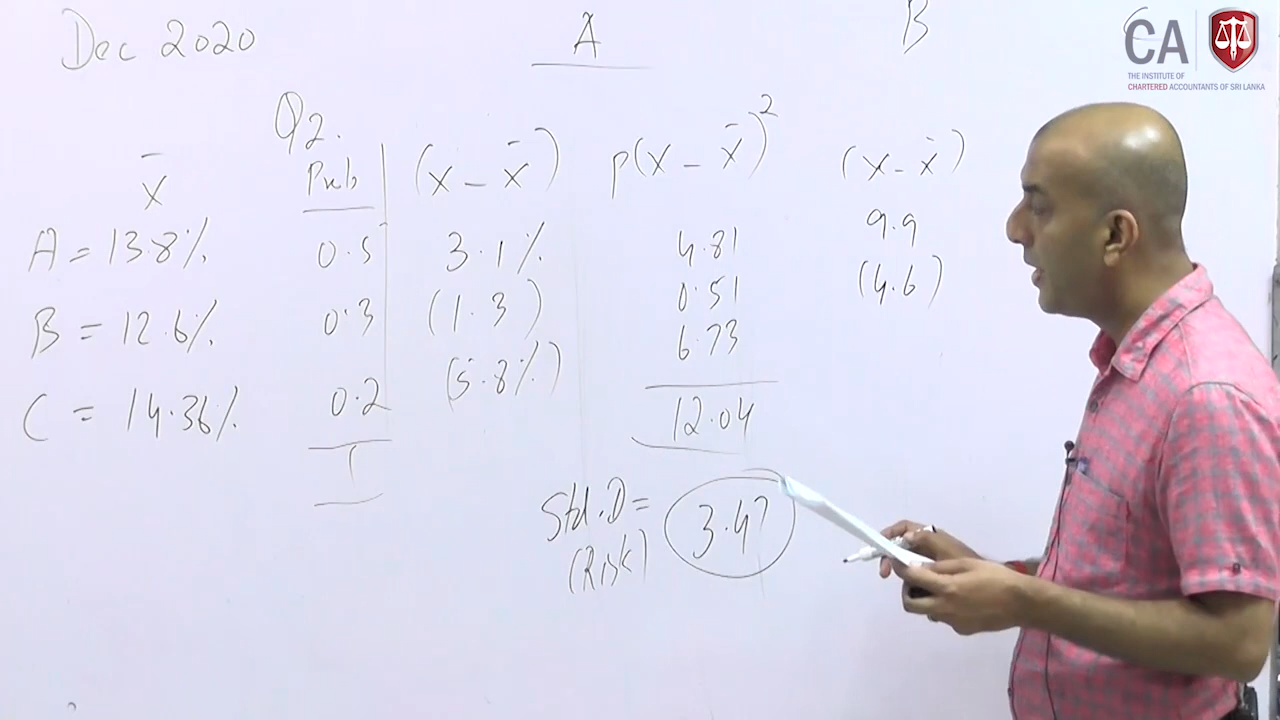 Dec 2020 A B
CA
THE INSTITUTE OF
CHARTERED ACCOUNTANTS OF SRI LANKA
Q2.
x̄ Prob (x - x̄) p(x - x̄)² (x - x̄)
A = 13.8% 0.5 3.1% 4.81 9.9
B = 12.6% 0.3 (1.3) 0.51 (4.6)
C = 14.36% 0.2 (5.8%) 6.73
1 12.04
Std.D = 3.47
(Risk)